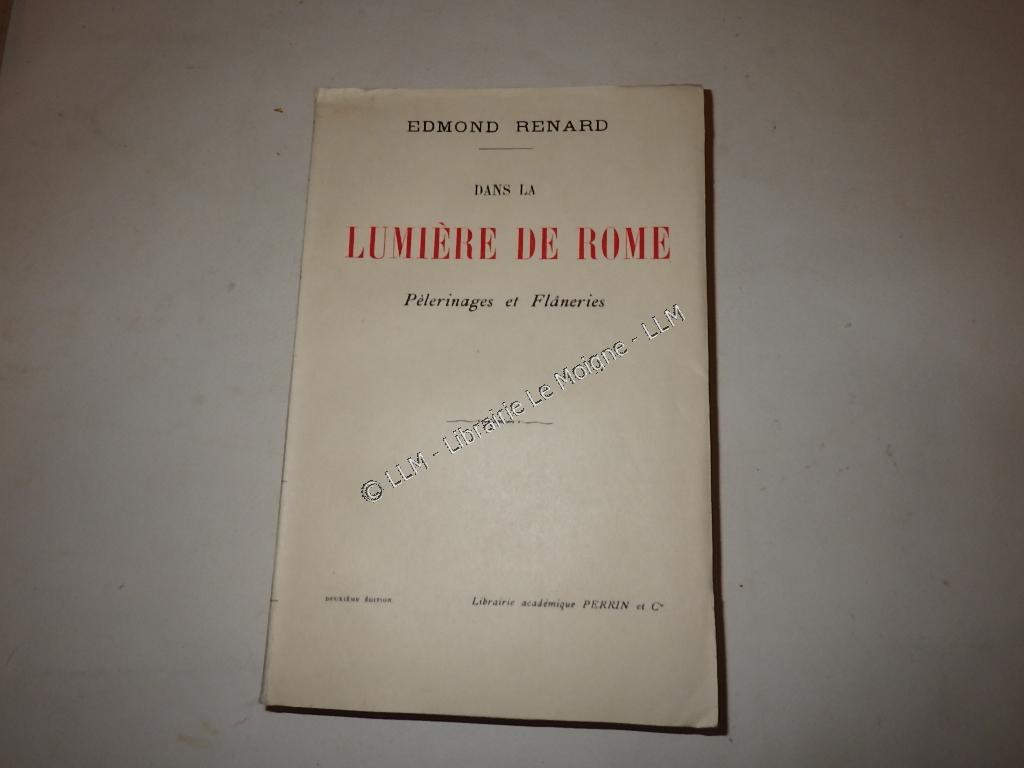 EDMOND RENARD
DANS LA
LUMIÈRE DE ROME
Pèlerinages et Flâneries
© LLM - Librairie Le Moigne - LLM
DEUXIÈME ÉDITION
Librairie académique PERRIN et Cie